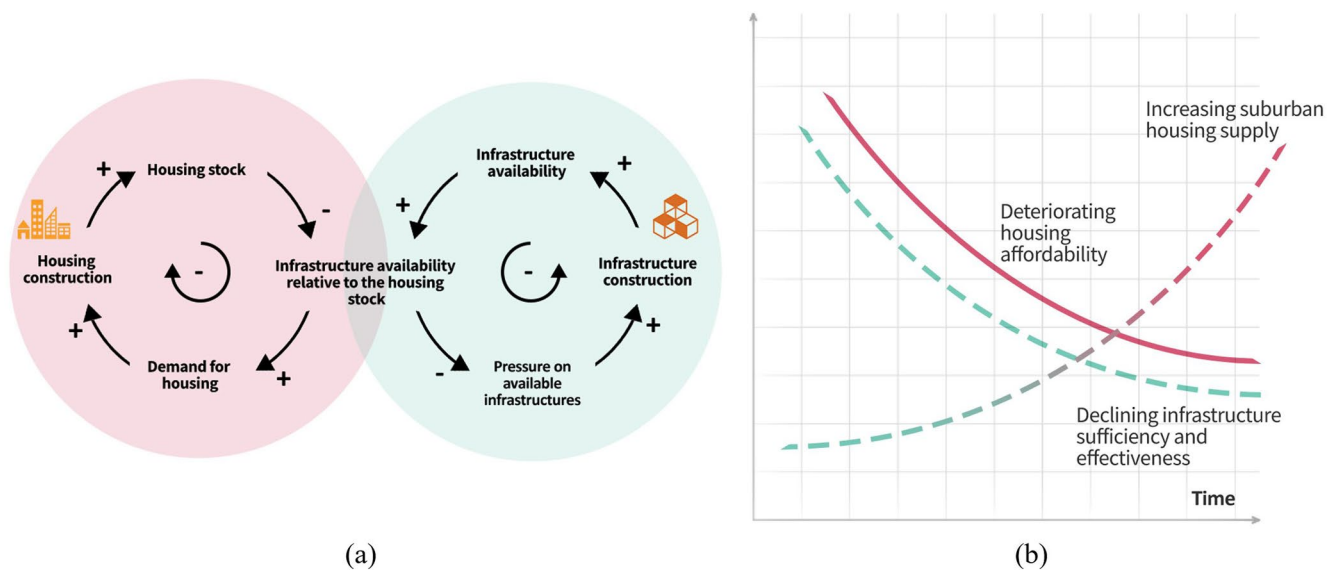 +
Housing stock
-
Housing
construction
-
Infrastructure availability
relative to the housing
stock
+
Demand for
housing
+
Infrastructure
availability
+
+
-
Infrastructure
construction
-
Pressure on
available
infrastructures
+
(a)
Increasing suburban
housing supply
Deteriorating
housing
affordability
Declining infrastructure
sufficiency and
effectiveness
Time
(b)